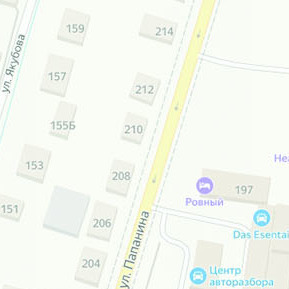 159
214
ул. Якубова
157
212
155Б
210
153
208
Ровный
197
151
206
Das Esentai
ул. Папанина
204
Центр
авторазбора